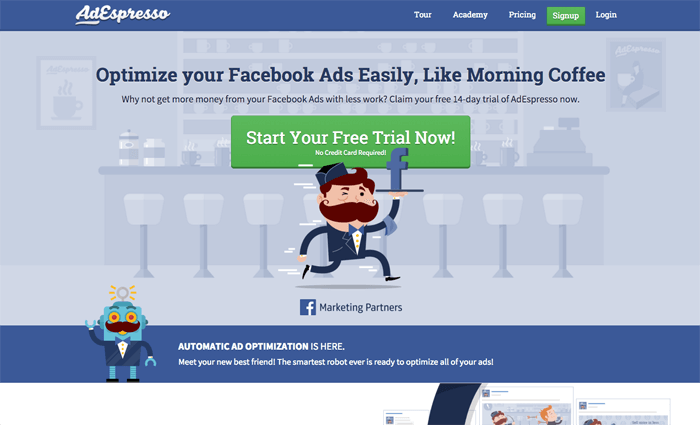 AdEspresso
Tour Academy Pricing Signup Login
Optimize your Facebook Ads Easily, Like Morning Coffee
Why not get more money from your Facebook Ads with less work? Claim your free 14-day trial of AdEspresso now.
Start Your Free Trial Now!
No Credit Card Required!
f
f Marketing Partners
AUTOMATIC AD OPTIMIZATION IS HERE.
Meet your new best friend! The smartest robot ever is ready to optimize all of your ads!